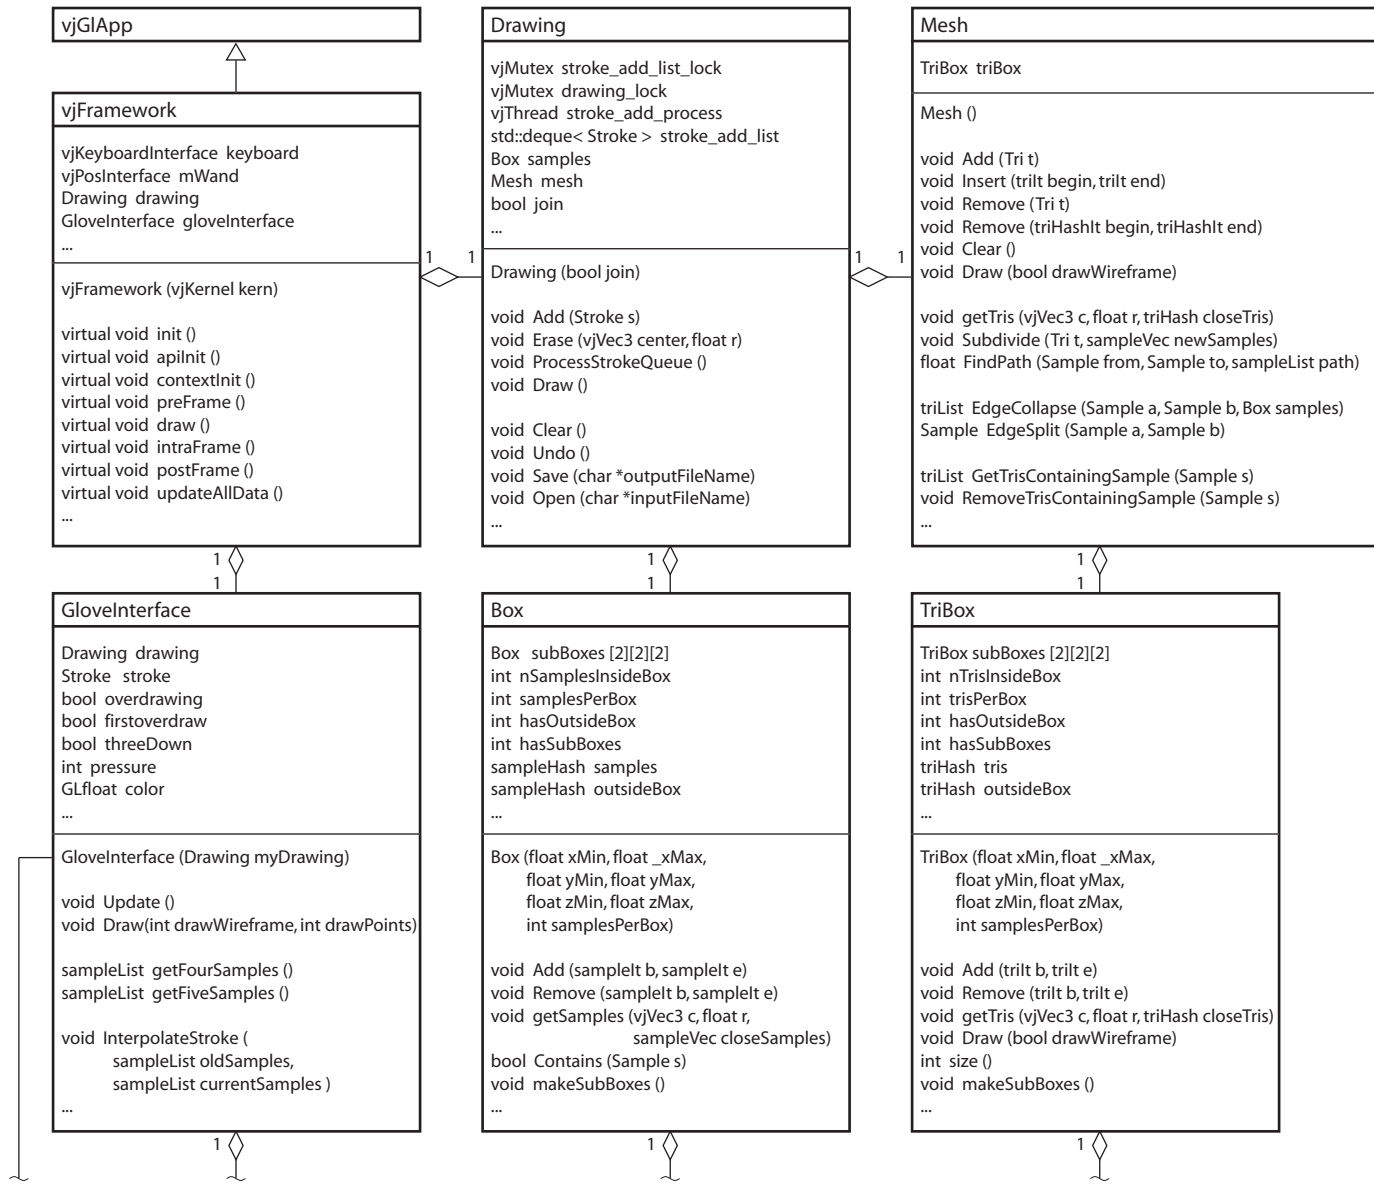 vjGlApp
vjFramework
vjKeyboardInterface keyboard
vjPosInterface mWand
Drawing drawing
GloveInterface gloveInterface
...
vjFramework (vjKernel kern)
virtual void init ()
virtual void apiInit ()
virtual void contextInit ()
virtual void preFrame ()
virtual void draw ()
virtual void intraFrame ()
virtual void postFrame ()
virtual void updateAllData ()
...
1
1
1
1
Drawing
vjMutex stroke_add_list_lock
vjMutex drawing_lock
vjThread stroke_add_process
std::deque< Stroke > stroke_add_list
Box samples
Mesh mesh
bool join
...
Drawing (bool join)
void Add (Stroke s)
void Erase (vjVec3 center, float r)
void ProcessStrokeQueue ()
void Draw ()
void Clear ()
void Undo ()
void Save (char *outputFileName)
void Open (char *inputFileName)
...
1
1
1
1
Mesh
TriBox triBox
Mesh ()
void Add (Tri t)
void Insert (triIt begin, triIt end)
void Remove (Tri t)
void Remove (triHashIt begin, triHashIt end)
void Clear ()
void Draw (bool drawWireframe)
void getTris (vjVec3 c, float r, triHash closeTris)
void Subdivide (Tri t, sampleVec newSamples)
float FindPath (Sample from, Sample to, sampleList path)
triList EdgeCollapse (Sample a, Sample b, Box samples)
Sample EdgeSplit (Sample a, Sample b)
triList GetTrisContainingSample (Sample s)
void RemoveTrisContainingSample (Sample s)
...
1
1
GloveInterface
Drawing drawing
Stroke stroke
bool overdrawing
bool firstoverdraw
bool threeDown
int pressure
GLfloat color
...
GloveInterface (Drawing myDrawing)
void Update ()
void Draw(int drawWireframe, int drawPoints)
sampleList getFourSamples ()
sampleList getFiveSamples ()
void InterpolateStroke (
sampleList oldSamples,
sampleList currentSamples )
...
1
Box
Box subBoxes [2][2][2]
int nSamplesInsideBox
int samplesPerBox
int hasOutsideBox
int hasSubBoxes
sampleHash samples
sampleHash outsideBox
...
Box (float xMin, float _xMax,
float yMin, float yMax,
float zMin, float zMax,
int samplesPerBox)
void Add (sampleIt b, sampleIt e)
void Remove (sampleIt b, sampleIt e)
void getSamples (vjVec3 c, float r,
sampleVec closeSamples)
bool Contains (Sample s)
void makeSubBoxes ()
...
1
TriBox
TriBox subBoxes [2][2][2]
int nTrisInsideBox
int trisPerBox
int hasOutsideBox
int hasSubBoxes
triHash tris
triHash outsideBox
...
TriBox (float xMin, float _xMax,
float yMin, float yMax,
float zMin, float zMax,
int samplesPerBox)
void Add (triIt b, triIt e)
void Remove (triIt b, triIt e)
void getTris (vjVec3 c, float r, triHash closeTris)
void Draw (bool drawWireframe)
int size ()
void makeSubBoxes ()
...
1